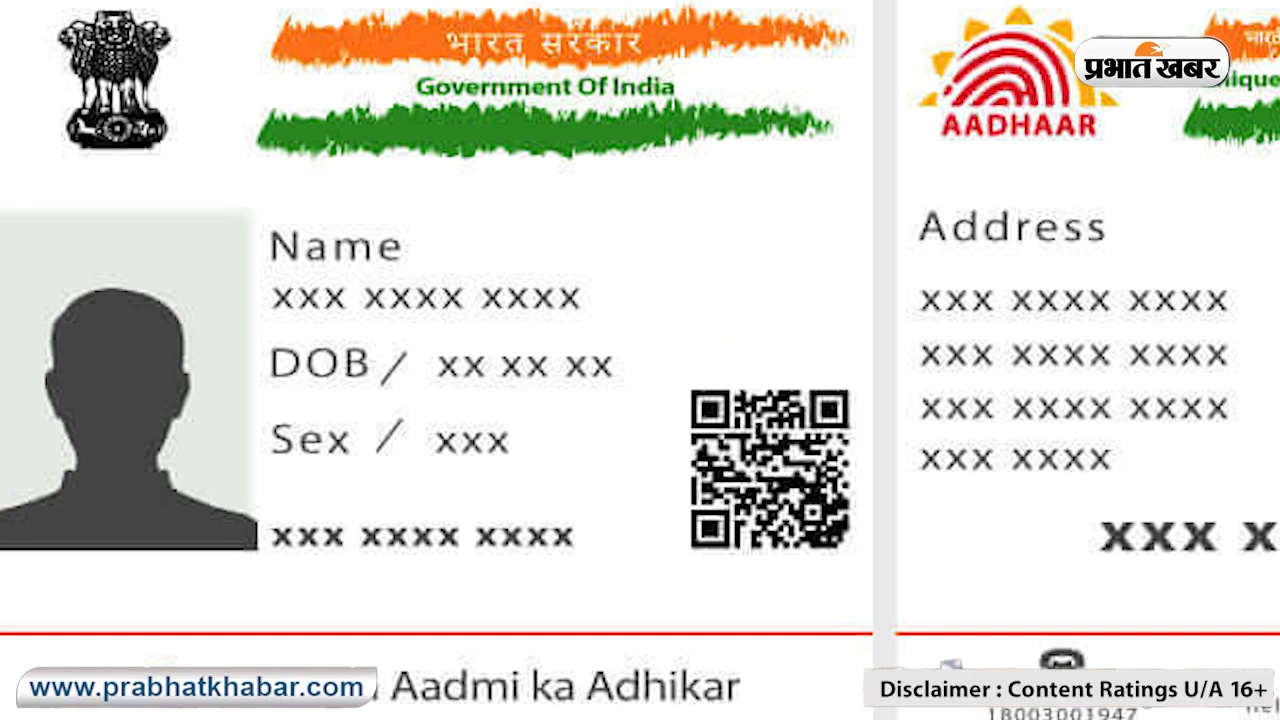 भारत सरकार
Government Of India
AADHAAR
प्रभात खबर
Name
xxx xxxx xxxx
DOB / xx xx xx
Sex / xxx
xxx xxxx xxxx
Address
xxx xxxx xxxx
xxx xxxx xxxx
xxx xxxx xxxx
xxx xxxx
xxx x
www.prabhatkhabar.com
Aadmi ka Adhikar
Disclaimer : Content Ratings U/A 16+
18003001947